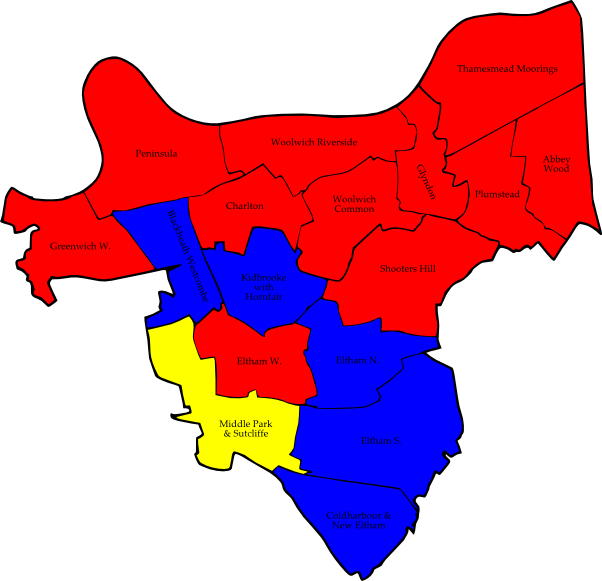 Thamesmead Moorings
Woolwich Riverside
Peninsula
Abbey
Wood
Glyndon
Plumstead
Woolwich
Common
Charlton
Blackheath Westcombe
Greenwich W.
Shooters Hill
Kidbrooke
with
Hornfair
Eltham W.
Eltham N.
Middle Park
& Sutcliffe
Eltham S.
Coldharbour &
New Eltham